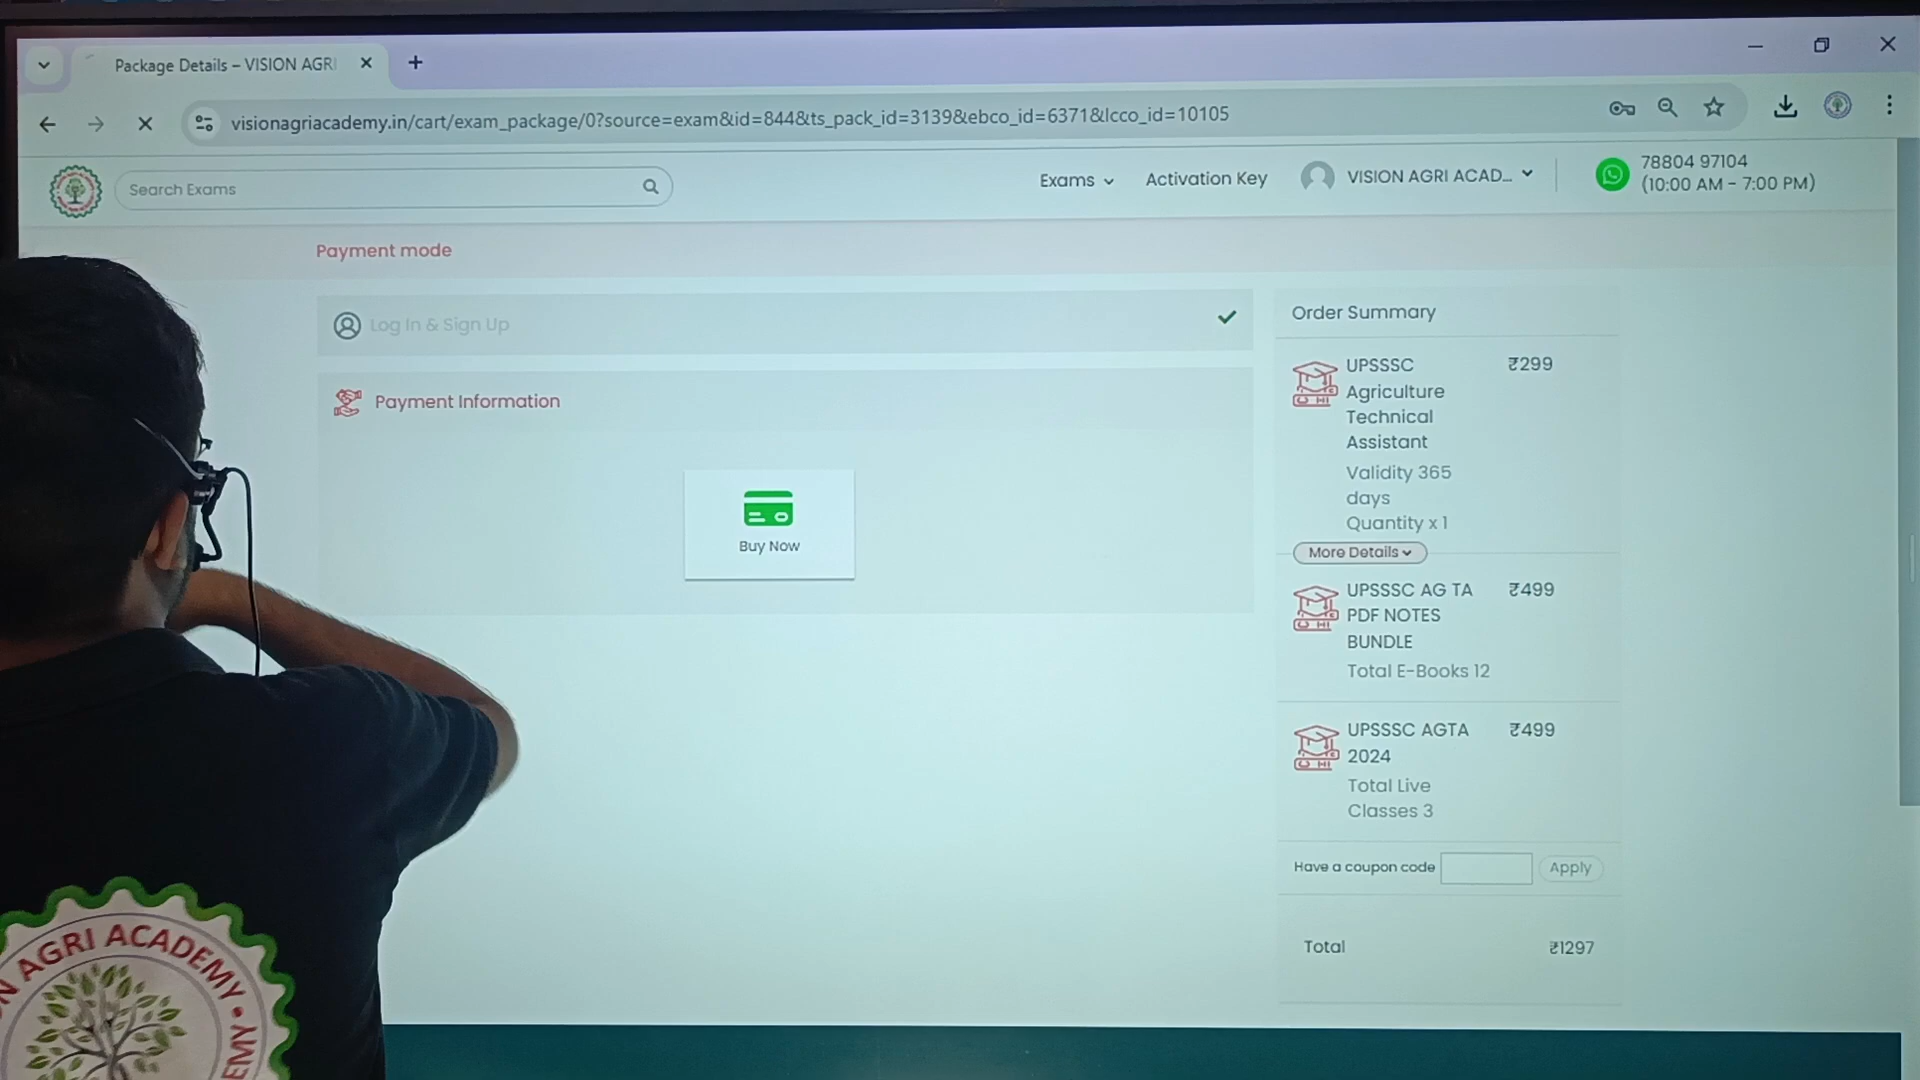 Package Details – VISION AGRI
visionagriacademy.in/cart/exam_package/0?source=exam&id=844&ts_pack_id=3139&ebco_id=6371&lcco_id=10105
Search Exams
Exams
Activation Key
VISION AGRI ACAD...
78804 97104
(10:00 AM - 7:00 PM)
Payment mode
Log In & Sign Up
Payment Information
Buy Now
Order Summary
UPSSSC ₹299
Agriculture
Technical
Assistant
Validity 365
days
Quantity x 1
More Details
UPSSSC AG TA ₹499
PDF NOTES
BUNDLE
Total E-Books 12
UPSSSC AGTA ₹499
2024
Total Live
Classes 3
Have a coupon code
Apply
Total ₹1297
AGRI ACADEMY